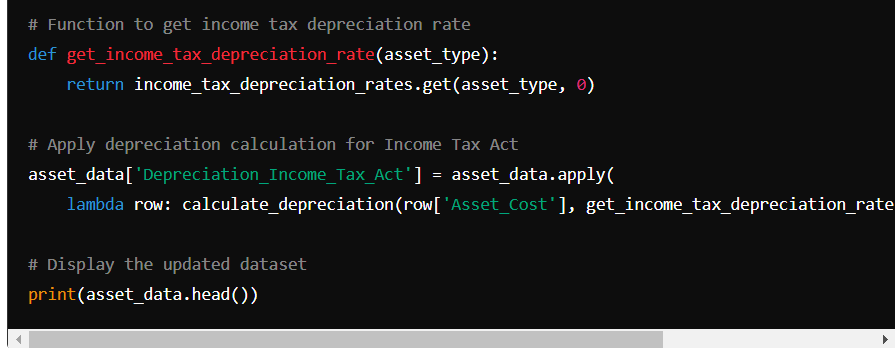 # Function to get income tax depreciation rate
def get_income_tax_depreciation_rate(asset_type):
    return income_tax_depreciation_rates.get(asset_type, 0)
# Apply depreciation calculation for Income Tax Act
asset_data['Depreciation_Income_Tax_Act'] = asset_data.apply(
    lambda row: calculate_depreciation(row['Asset_Cost'], get_income_tax_depreciation_rate
# Display the updated dataset
print(asset_data.head())